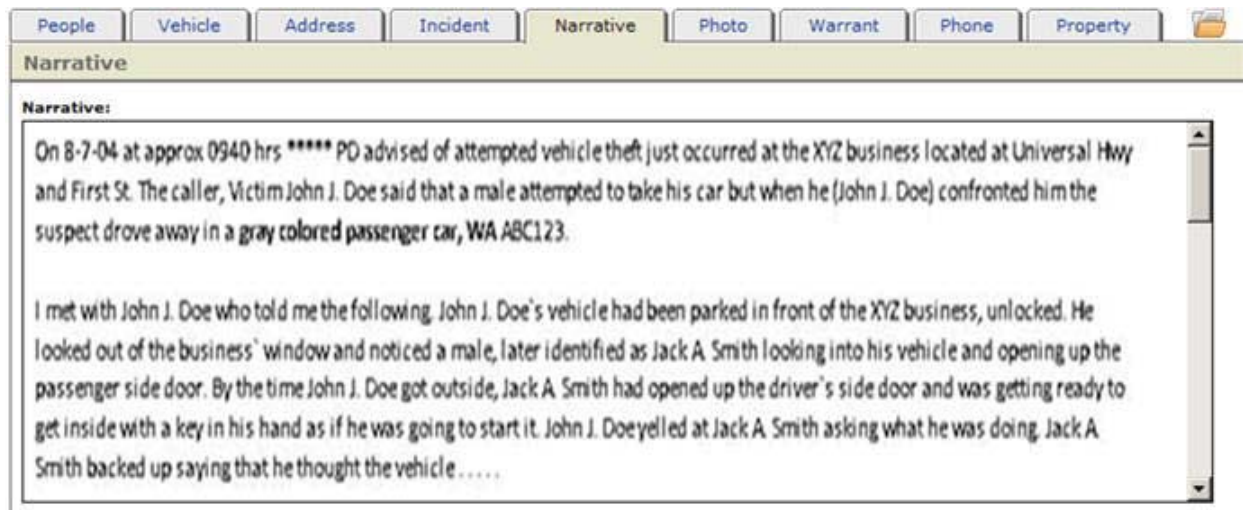 People Vehicle Address Incident Narrative Photo Warrant Phone Property
Narrative
Narrative:
On 8-7-04 at approx 0940 hrs ***** PD advised of attempted vehicle theft just occurred at the XYZ business located at Universal Hwy
and First St. The caller, Victim John J. Doe said that a male attempted to take his car but when he (John J. Doe) confronted him the
suspect drove away in a gray colored passenger car, WA ABC123.
I met with John J. Doe who told me the following. John J. Doe`s vehicle had been parked in front of the XYZ business, unlocked. He
looked out of the business` window and noticed a male, later identified as Jack A. Smith looking into his vehicle and opening up the
passenger side door. By the time John J. Doe got outside, Jack A. Smith had opened up the driver`s side door and was getting ready to
get inside with a key in his hand as if he was going to start it. John J. Doe yelled at Jack A. Smith asking what he was doing. Jack A.
Smith backed up saying that he thought the vehicle . . . . .